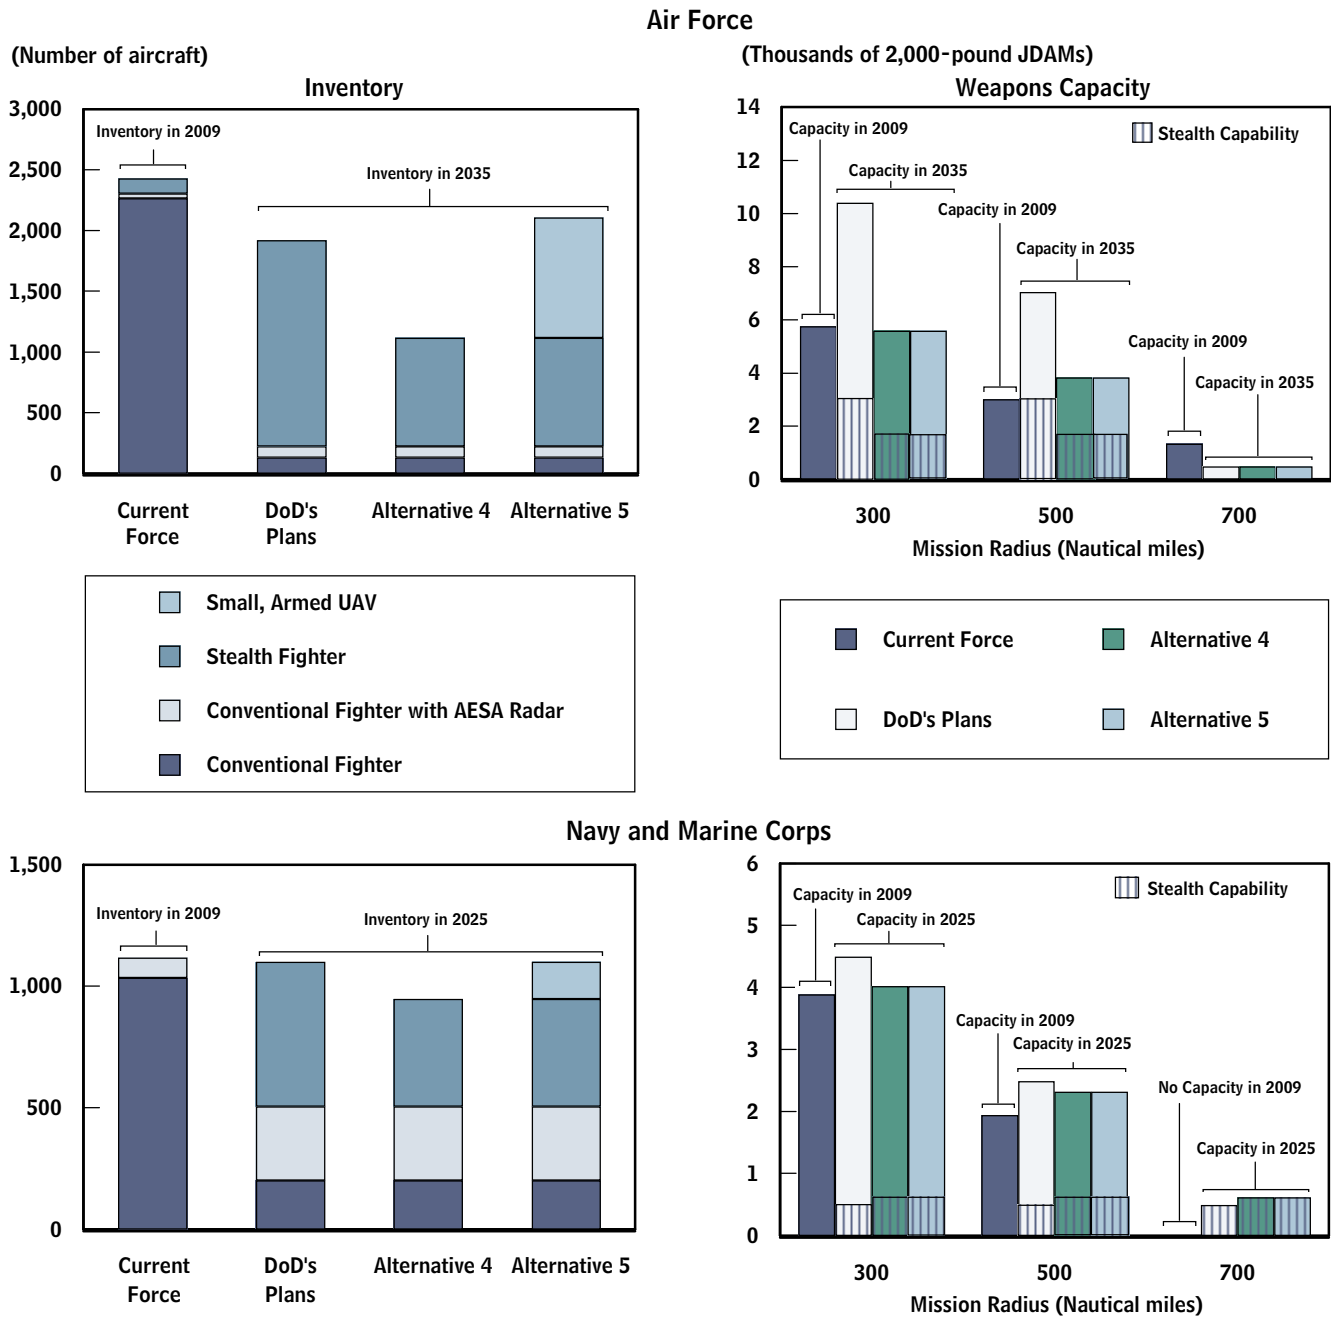 Air Force
(Number of aircraft)
(Thousands of 2,000-pound JDAMs)
Inventory
3,000
2,500
2,000
1,500
1,000
500
0
Inventory in 2009
Inventory in 2035
Current
Force
DoD's
Plans
Alternative 4
Alternative 5
Weapons Capacity
14
12
10
8
6
4
2
0
Capacity in 2009
Stealth Capability
Capacity in 2035
Capacity in 2009
Capacity in 2035
Capacity in 2009
Capacity in 2035
300
500
700
Mission Radius (Nautical miles)
Small, Armed UAV
Stealth Fighter
Conventional Fighter with AESA Radar
Conventional Fighter
Current Force
Alternative 4
DoD's Plans
Alternative 5
Navy and Marine Corps
1,500
1,000
500
0
Inventory in 2009
Inventory in 2025
Current
Force
DoD's
Plans
Alternative 4
Alternative 5
6
5
4
3
2
1
0
Stealth Capability
Capacity in 2009
Capacity in 2025
Capacity in 2009
Capacity in 2025
No Capacity in 2009
Capacity in 2025
300
500
700
Mission Radius (Nautical miles)